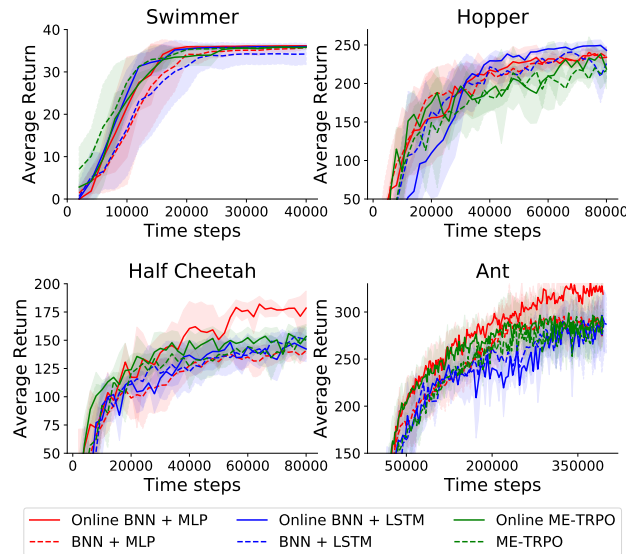 Swimmer
Hopper
40
30
20
10
0
0
10000
20000
30000
40000
Average Return
Time steps
250
200
150
100
50
0
20000
40000
60000
80000
Average Return
Time steps
Half Cheetah
Ant
200
175
150
125
100
75
50
0
20000
40000
60000
80000
Average Return
Time steps
300
250
200
150
50000
200000
350000
Average Return
Time steps
Online BNN + MLP
Online BNN + LSTM
Online ME-TRPO
BNN + MLP
BNN + LSTM
ME-TRPO